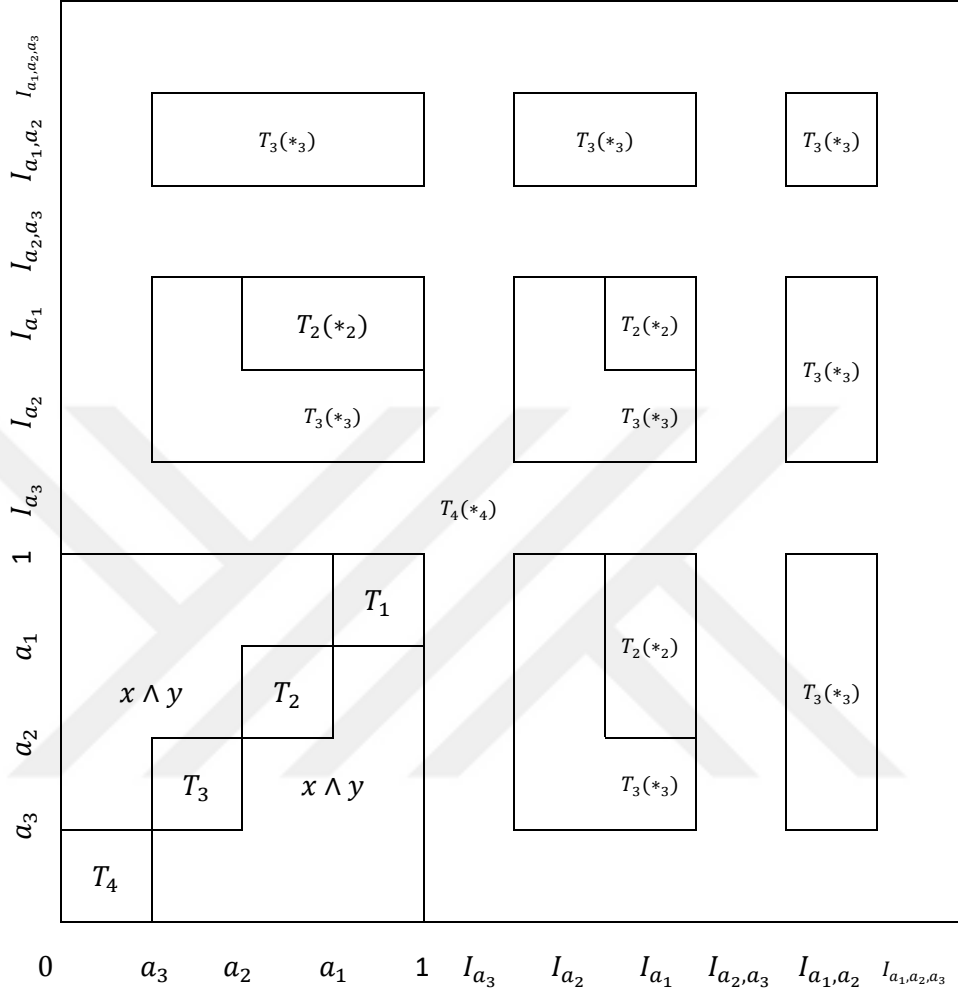 I_{a_1,a_2,a_3}
T_3(*_3) T_3(*_3) T_3(*_3)
I_{a_1,a_2}
I_{a_2,a_3}
I_{a_1} T_2(*_2) T_2(*_2)
T_3(*_3)
I_{a_2} T_3(*_3) T_3(*_3)
I_{a_3} T_4(*_4)
1
T_1
a_1 T_2(*_2)
x ∧ y T_2 T_3(*_3)
a_2
T_3 x ∧ y T_3(*_3)
a_3
T_4
0 a_3 a_2 a_1 1 I_{a_3} I_{a_2} I_{a_1} I_{a_2,a_3} I_{a_1,a_2} I_{a_1,a_2,a_3}